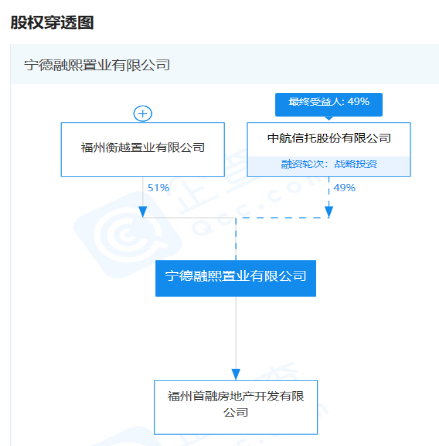 股权穿透图
宁德融熙置业有限公司
最终受益人: 49%
福州衡越置业有限公司
中航信托股份有限公司
融资轮次：战略投资
51%
49%
宁德融熙置业有限公司
福州首融房地产开发有限
公司